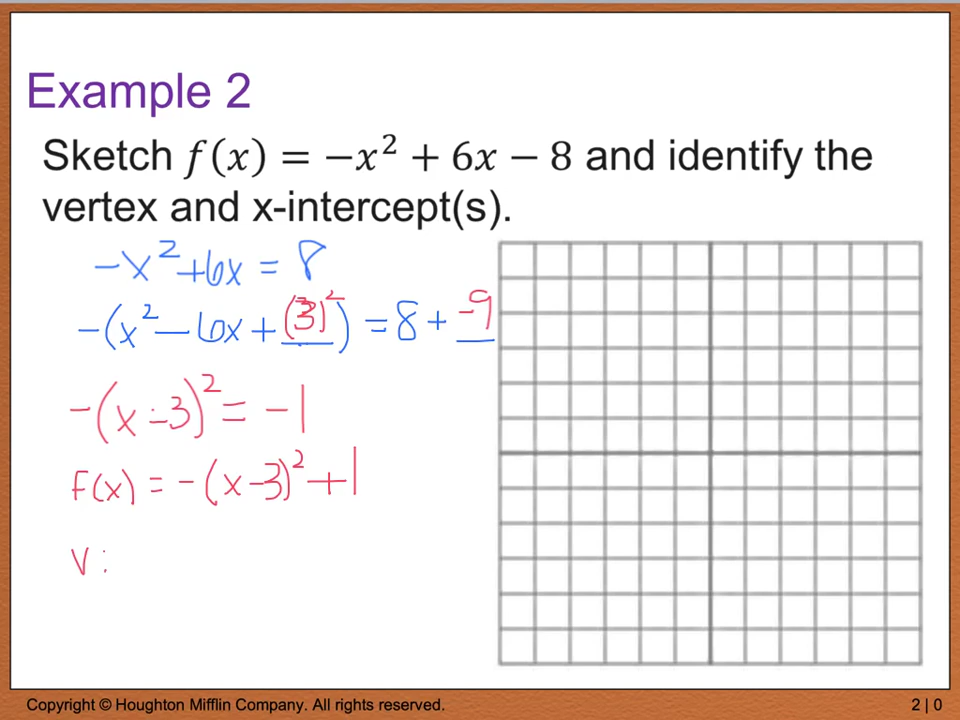 Example 2
Sketch f(x) = −x² + 6x − 8 and identify the
vertex and x-intercept(s).
-x² + 6x = 8
-(x² - 6x + (3)²) = 8 + -9
-(x - 3)² = -1
F(x) = -(x - 3)² + 1
V:
Copyright © Houghton Mifflin Company. All rights reserved.
2 | 0